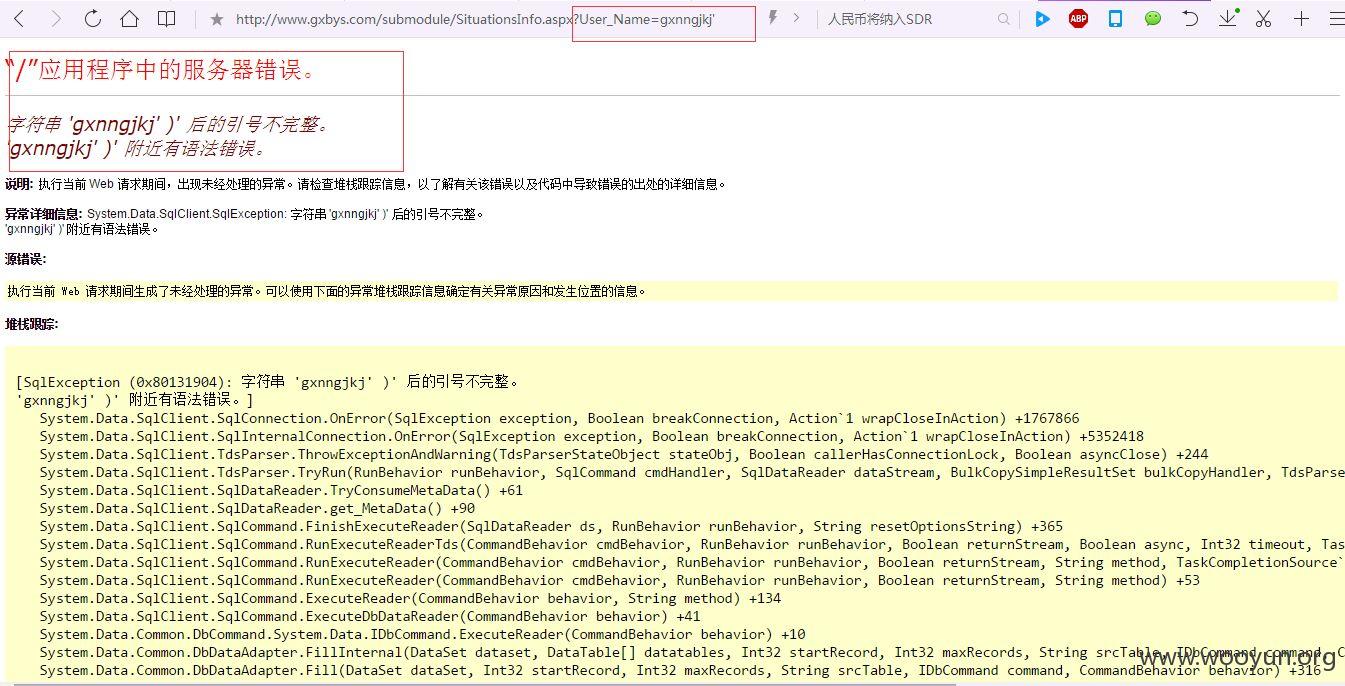 http://www.gxbys.com/submodule/SituationsInfo.aspx?User_Name=gxnngjkj'
人民币将纳入SDR
ABP
“/”应用程序中的服务器错误。
字符串 'gxnngjkj' )' 后的引号不完整。
'gxnngjkj' )' 附近有语法错误。
说明: 执行当前 Web 请求期间，出现未经处理的异常。请检查堆栈跟踪信息，以了解有关该错误以及代码中导致错误的出处的详细信息。
异常详细信息: System.Data.SqlClient.SqlException: 字符串 'gxnngjkj' )' 后的引号不完整。
'gxnngjkj' )' 附近有语法错误。
源错误:
执行当前 Web 请求期间生成了未经处理的异常。可以使用下面的异常堆栈跟踪信息确定有关异常原因和发生位置的信息。
堆栈跟踪:
[SqlException (0x80131904): 字符串 'gxnngjkj' )' 后的引号不完整。
'gxnngjkj' )' 附近有语法错误。]
System.Data.SqlClient.SqlConnection.OnError(SqlException exception, Boolean breakConnection, Action`1 wrapCloseInAction) +1767866
System.Data.SqlClient.SqlInternalConnection.OnError(SqlException exception, Boolean breakConnection, Action`1 wrapCloseInAction) +5352418
System.Data.SqlClient.TdsParser.ThrowExceptionAndWarning(TdsParserStateObject stateObj, Boolean callerHasConnectionLock, Boolean asyncClose) +244
System.Data.SqlClient.TdsParser.TryRun(RunBehavior runBehavior, SqlCommand cmdHandler, SqlDataReader dataStream, BulkCopySimpleResultSet bulkCopyHandler, TdsParse
System.Data.SqlClient.SqlDataReader.TryConsumeMetaData() +61
System.Data.SqlClient.SqlDataReader.get_MetaData() +90
System.Data.SqlClient.SqlCommand.FinishExecuteReader(SqlDataReader ds, RunBehavior runBehavior, String resetOptionsString) +365
System.Data.SqlClient.SqlCommand.RunExecuteReaderTds(CommandBehavior cmdBehavior, RunBehavior runBehavior, Boolean returnStream, Boolean async, Int32 timeout, Tas
System.Data.SqlClient.SqlCommand.RunExecuteReader(CommandBehavior cmdBehavior, RunBehavior runBehavior, Boolean returnStream, String method, TaskCompletionSource`
System.Data.SqlClient.SqlCommand.RunExecuteReader(CommandBehavior cmdBehavior, RunBehavior runBehavior, Boolean returnStream, String method) +53
System.Data.SqlClient.SqlCommand.ExecuteReader(CommandBehavior behavior, String method) +134
System.Data.SqlClient.SqlCommand.ExecuteDbDataReader(CommandBehavior behavior) +41
System.Data.Common.DbCommand.System.Data.IDbCommand.ExecuteReader(CommandBehavior behavior) +10
System.Data.Common.DbDataAdapter.FillInternal(DataSet dataset, DataTable[] datatables, Int32 startRecord, Int32 maxRecords, String srcTable, IDbCommand command, C
System.Data.Common.DbDataAdapter.Fill(DataSet dataSet, Int32 startRecord, Int32 maxRecords, String srcTable, IDbCommand command, CommandBehavior behavior) +316
www.wooyun.org